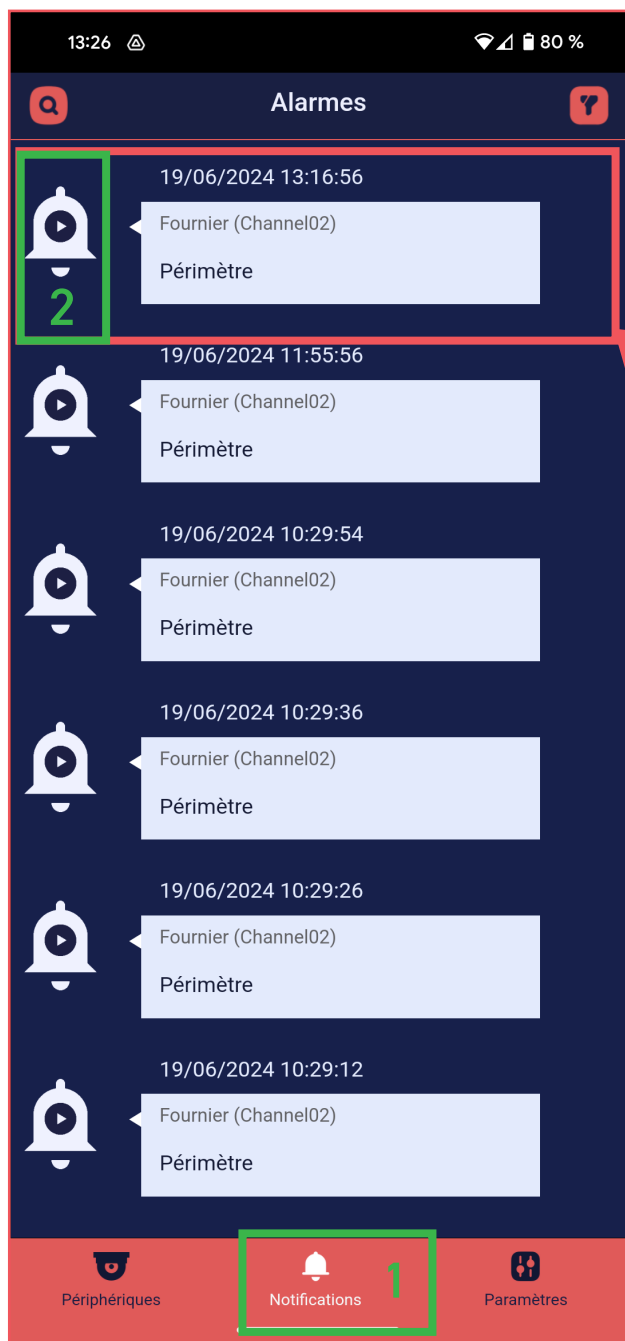 13:26 80 %
Alarmes
19/06/2024 13:16:56
Fournier (Channel02)
Périmètre
2
19/06/2024 11:55:56
Fournier (Channel02)
Périmètre
19/06/2024 10:29:54
Fournier (Channel02)
Périmètre
19/06/2024 10:29:36
Fournier (Channel02)
Périmètre
19/06/2024 10:29:26
Fournier (Channel02)
Périmètre
19/06/2024 10:29:12
Fournier (Channel02)
Périmètre
1
Périphériques Notifications Paramètres